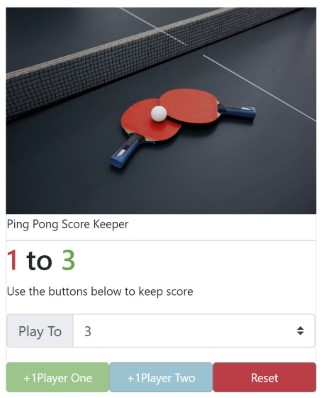 Ping Pong Score Keeper
1 to 3
Use the buttons below to keep score
Play To 3
+1Player One +1Player Two Reset